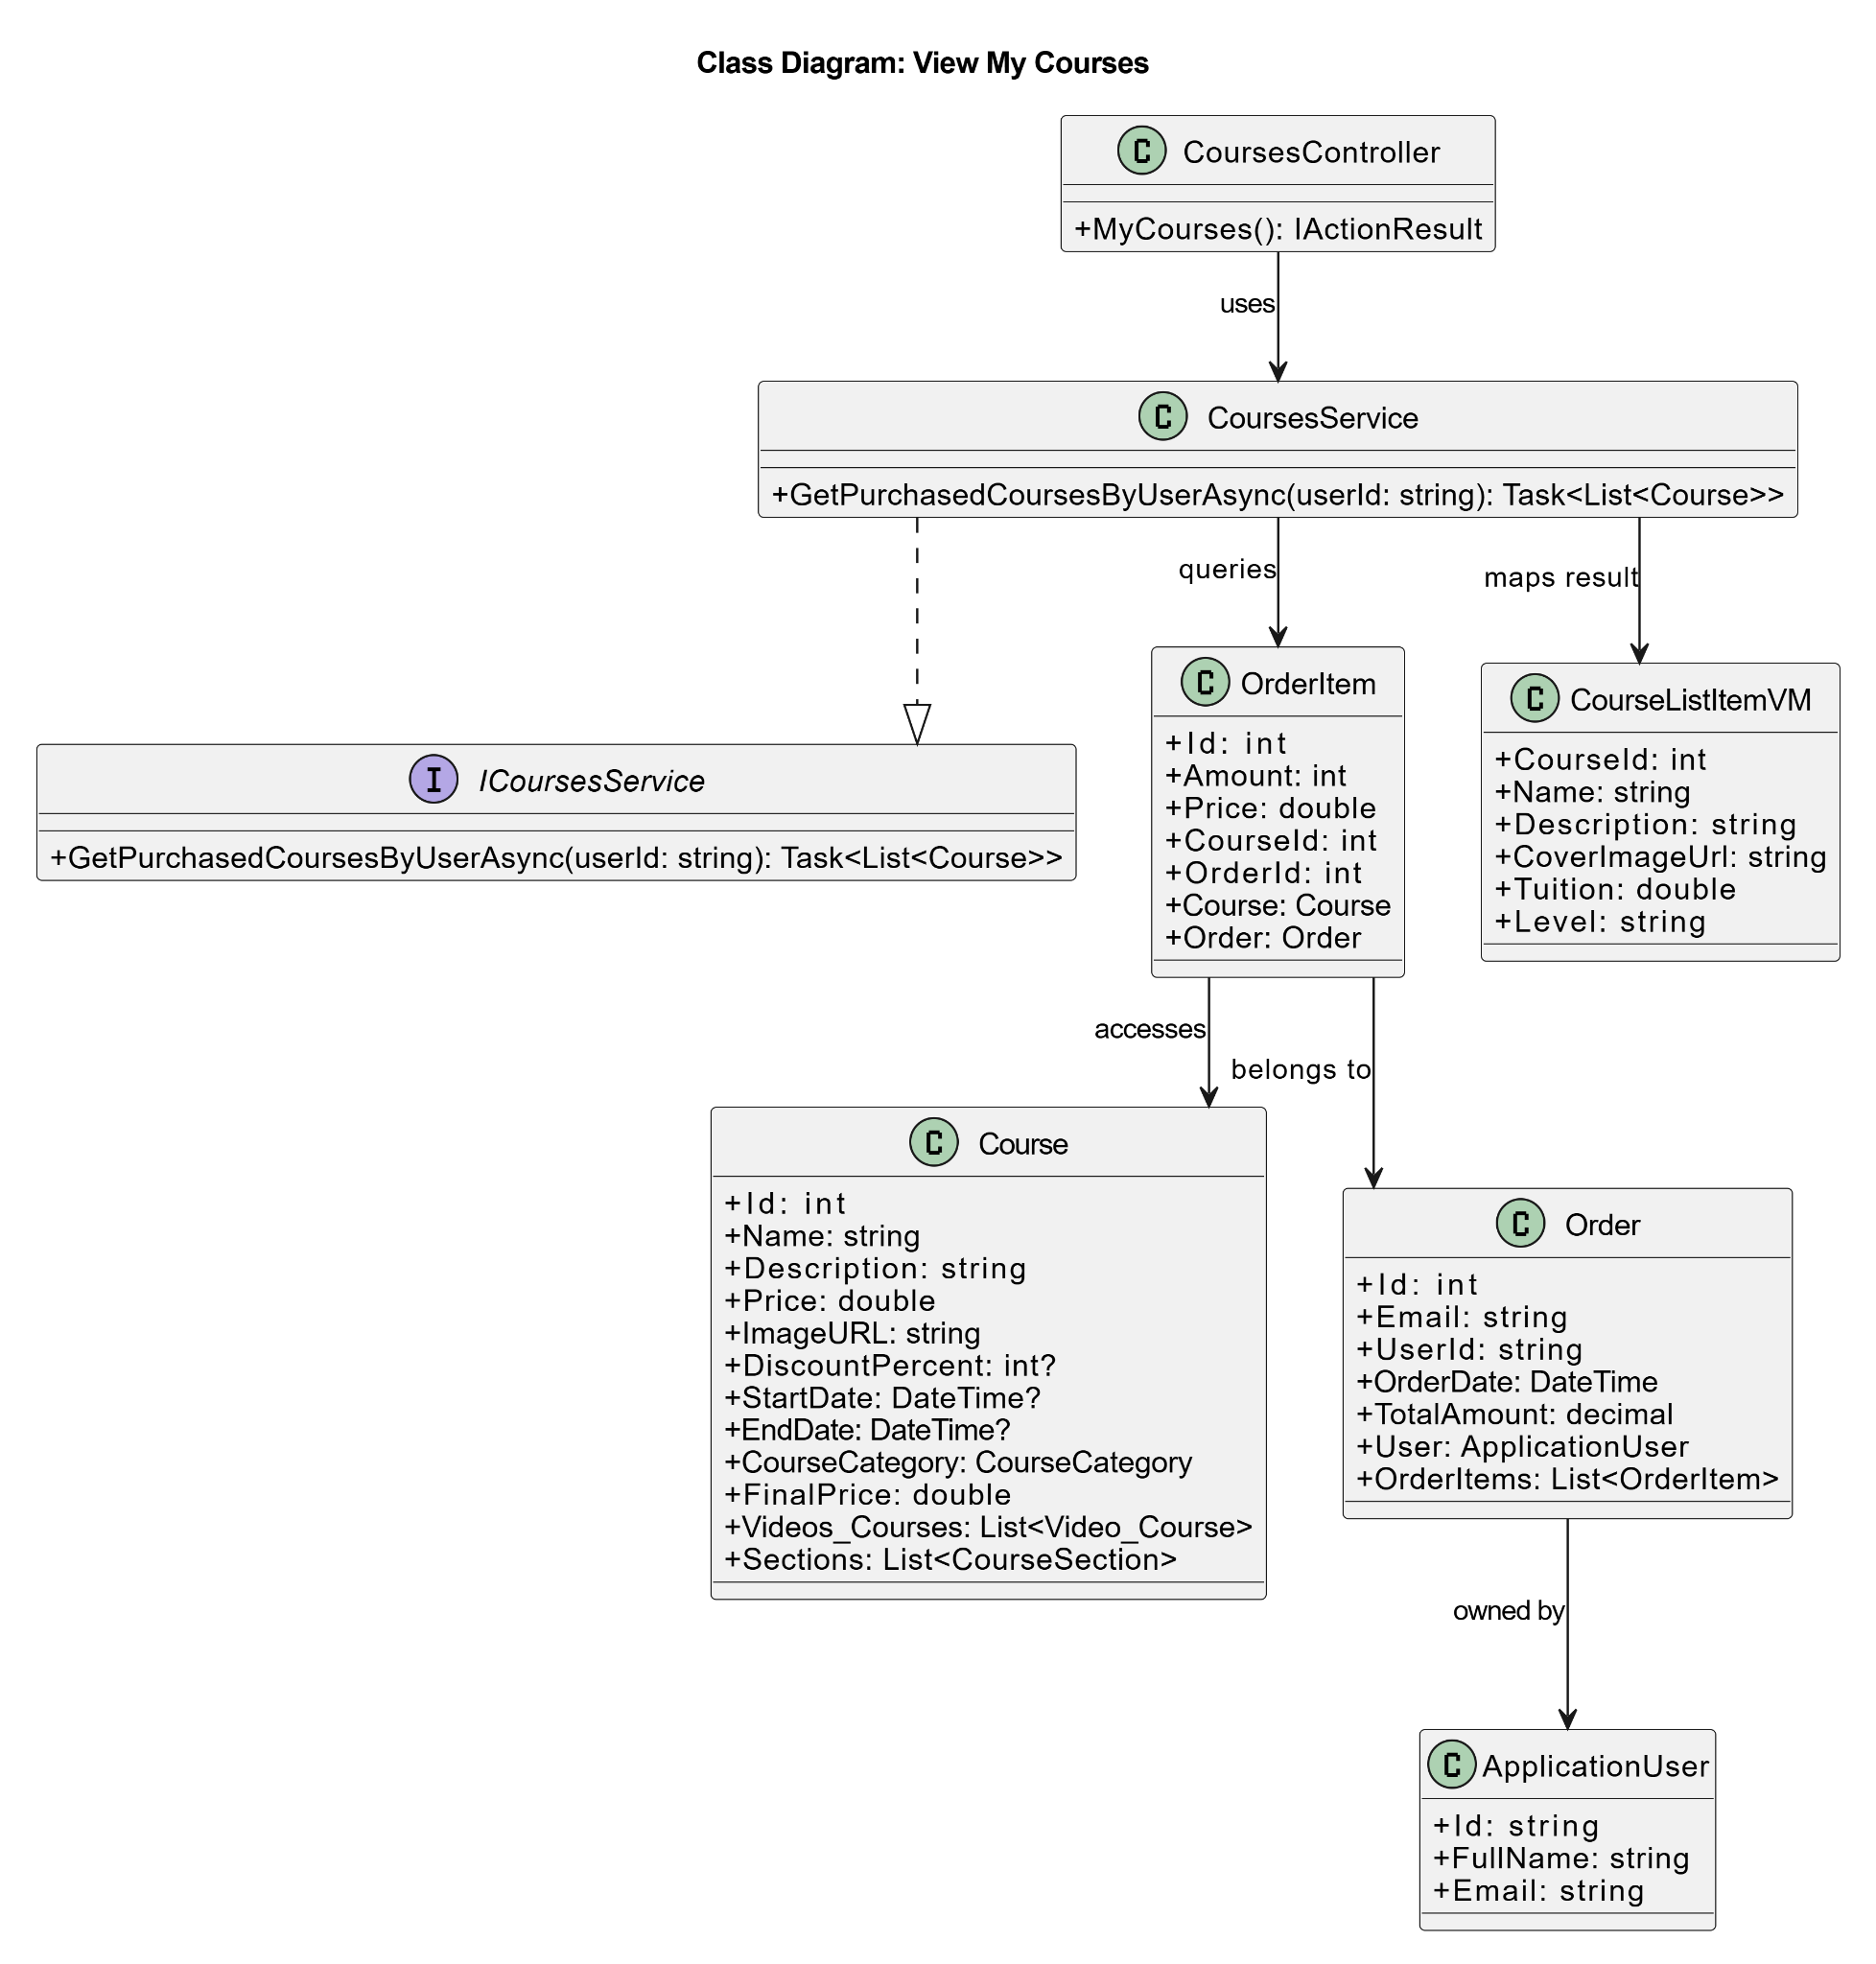 Class Diagram: View My Courses
C CoursesController
+MyCourses(): IActionResult
uses
C CoursesService
+GetPurchasedCoursesByUserAsync(userId: string): Task<List<Course>>
queries
maps result
I ICoursesService
+GetPurchasedCoursesByUserAsync(userId: string): Task<List<Course>>
C OrderItem
+Id: int
+Amount: int
+Price: double
+CourseId: int
+OrderId: int
+Course: Course
+Order: Order
C CourseListItemVM
+CourseId: int
+Name: string
+Description: string
+CoverImageUrl: string
+Tuition: double
+Level: string
accesses
belongs to
C Course
+Id: int
+Name: string
+Description: string
+Price: double
+ImageURL: string
+DiscountPercent: int?
+StartDate: DateTime?
+EndDate: DateTime?
+CourseCategory: CourseCategory
+FinalPrice: double
+Videos_Courses: List<Video_Course>
+Sections: List<CourseSection>
C Order
+Id: int
+Email: string
+UserId: string
+OrderDate: DateTime
+TotalAmount: decimal
+User: ApplicationUser
+OrderItems: List<OrderItem>
owned by
C ApplicationUser
+Id: string
+FullName: string
+Email: string